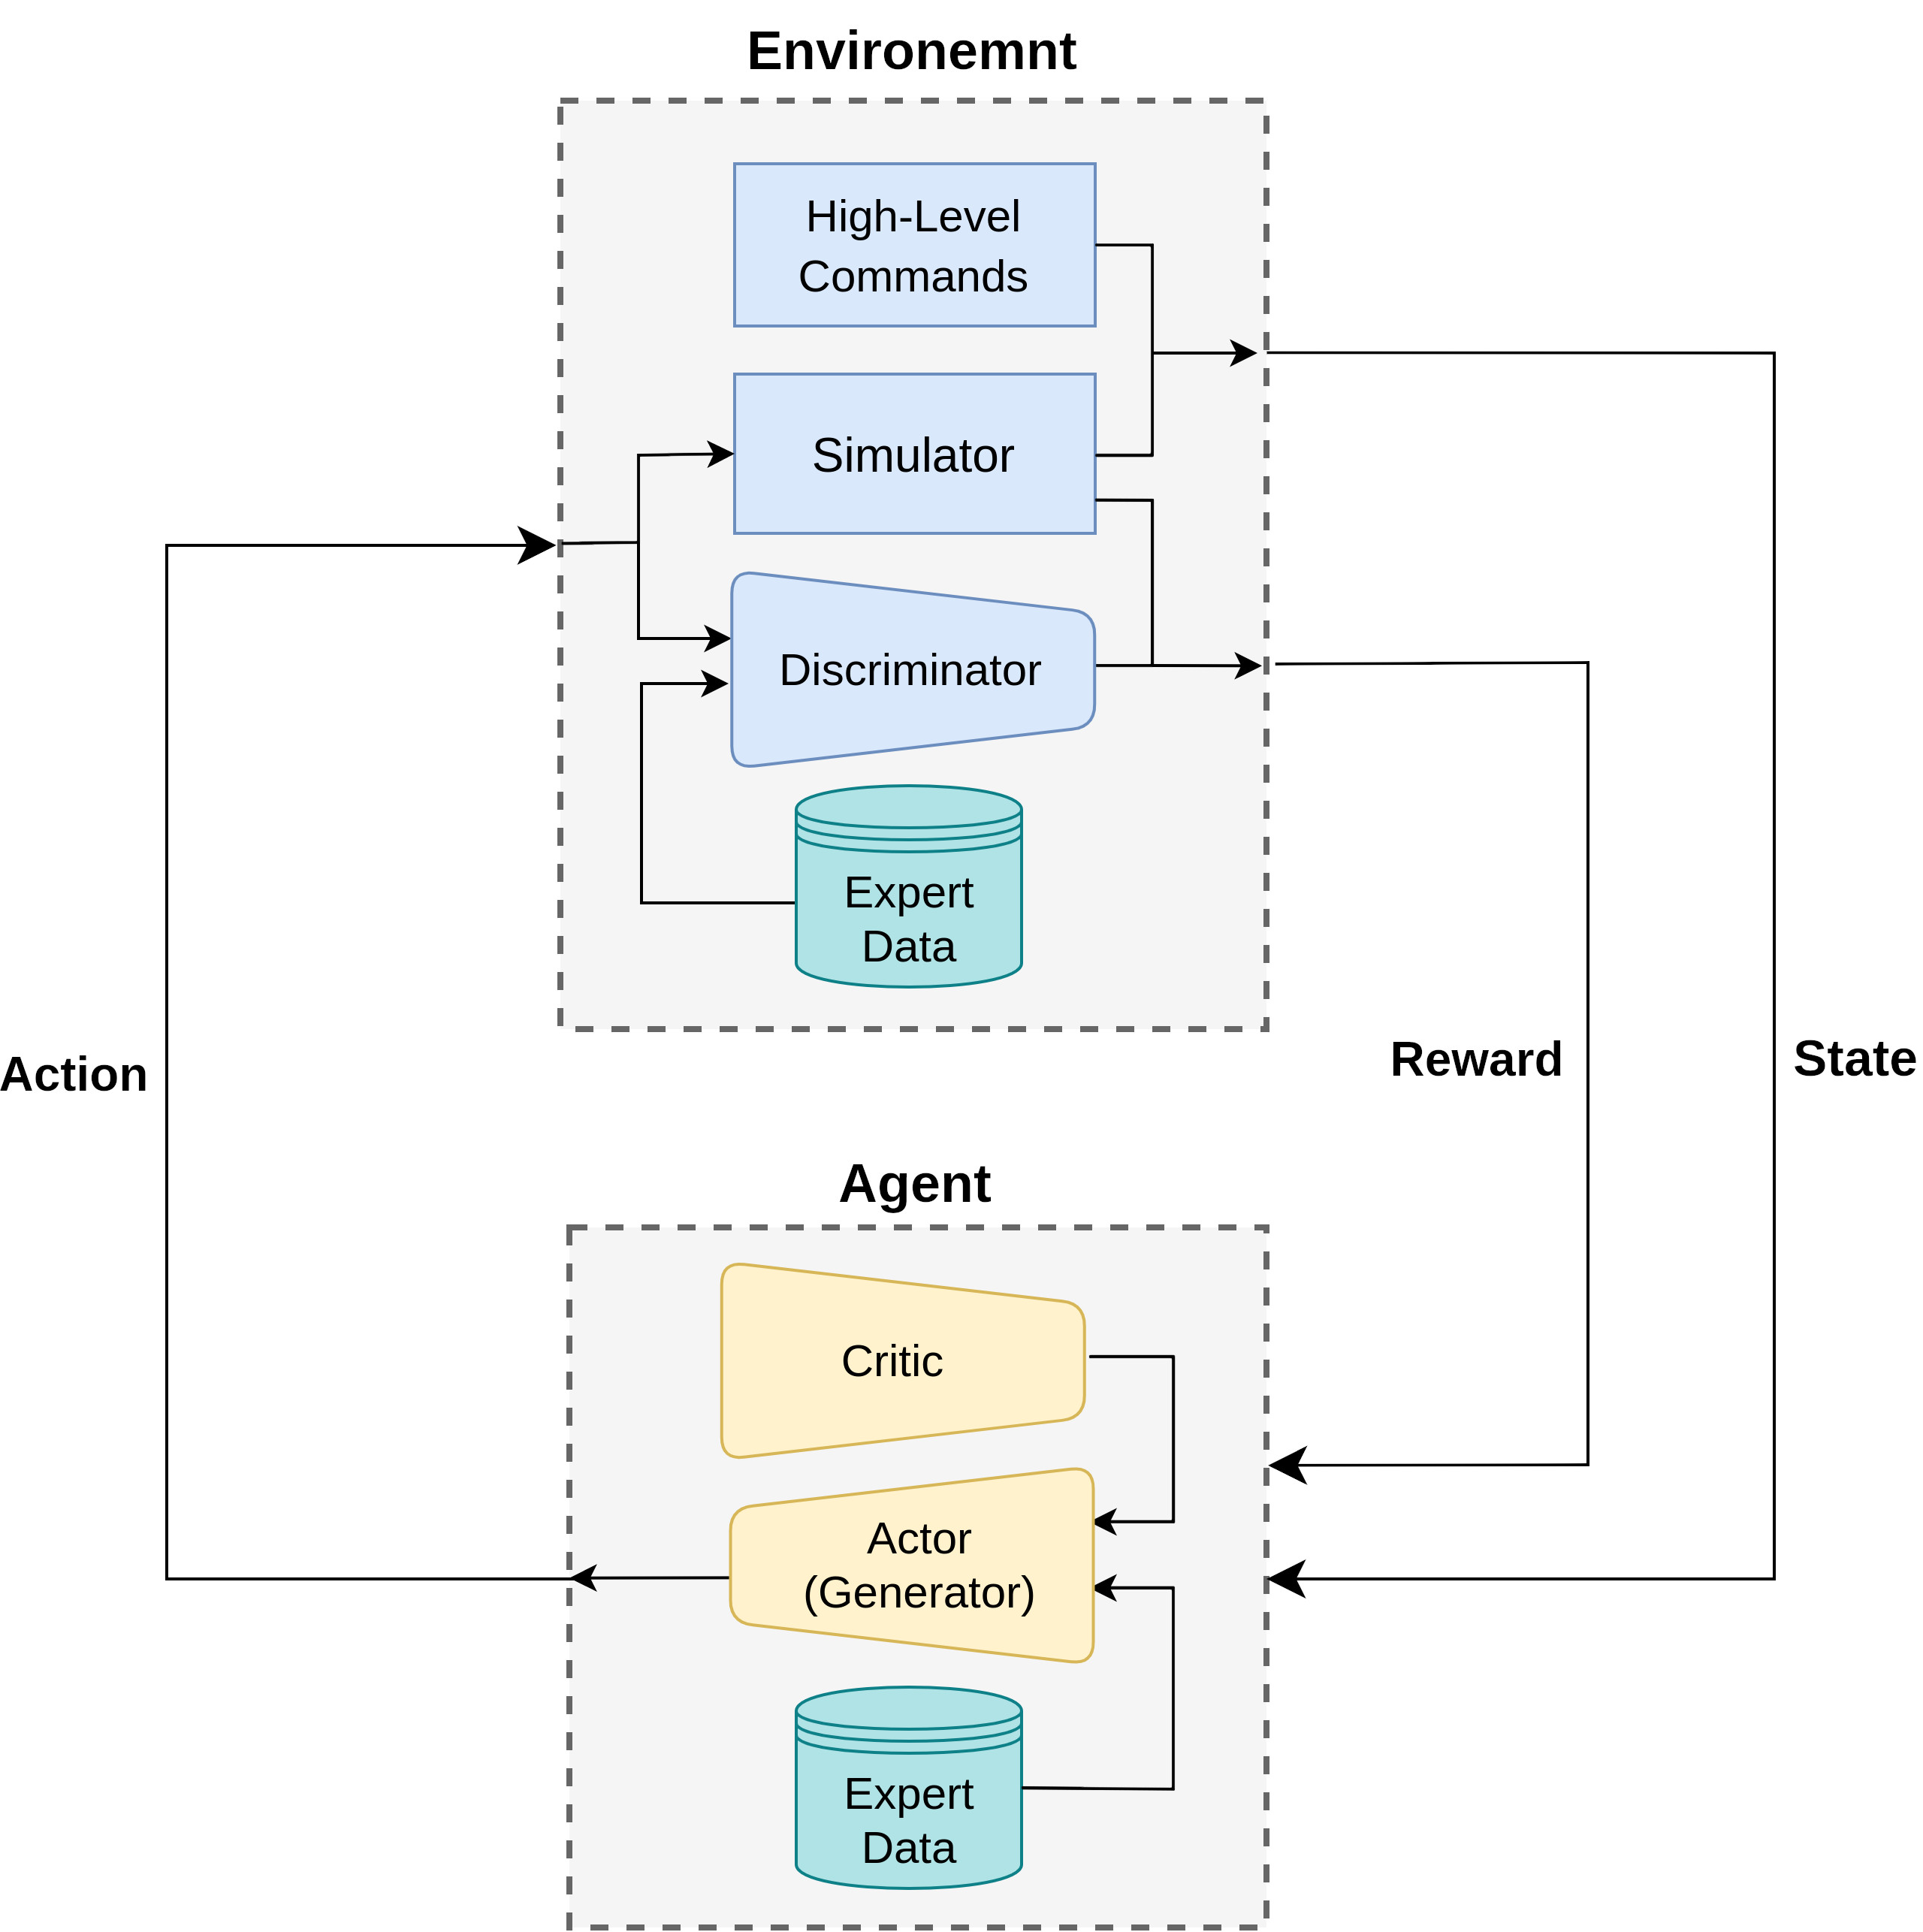 Environemnt
High-Level
Commands
Simulator
Discriminator
Expert
Data
Action
Reward
State
Agent
Critic
Actor
(Generator)
Expert
Data